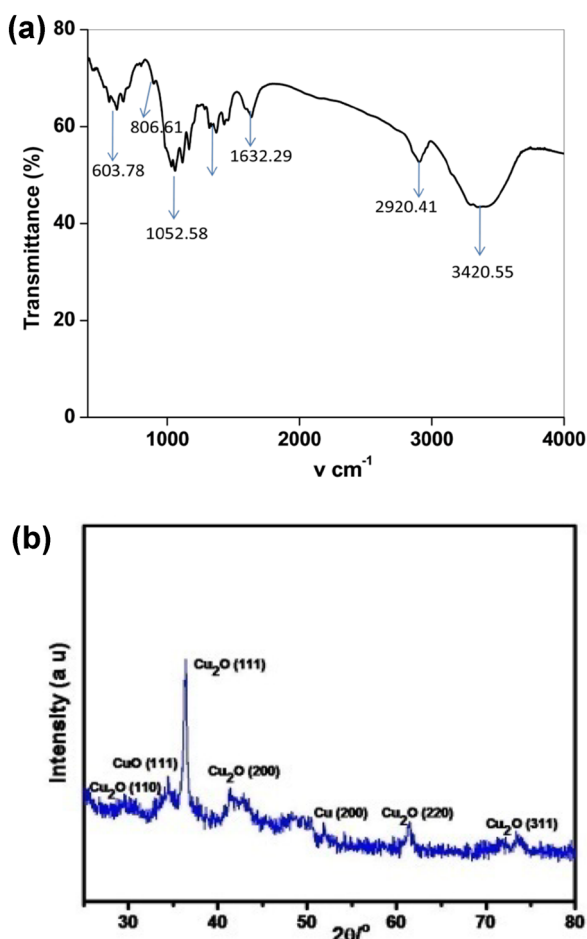 (a)
80
60
40
20
0
Transmittance (%)
603.78
806.61
1052.58
1632.29
2920.41
3420.55
1000
2000
3000
4000
ν cm⁻¹
(b)
Intensity (a u)
Cu₂O (111)
CuO (111)
Cu₂O (110)
Cu₂O (200)
Cu (200)
Cu₂O (220)
Cu₂O (311)
30
40
50
60
70
80
2θ/°